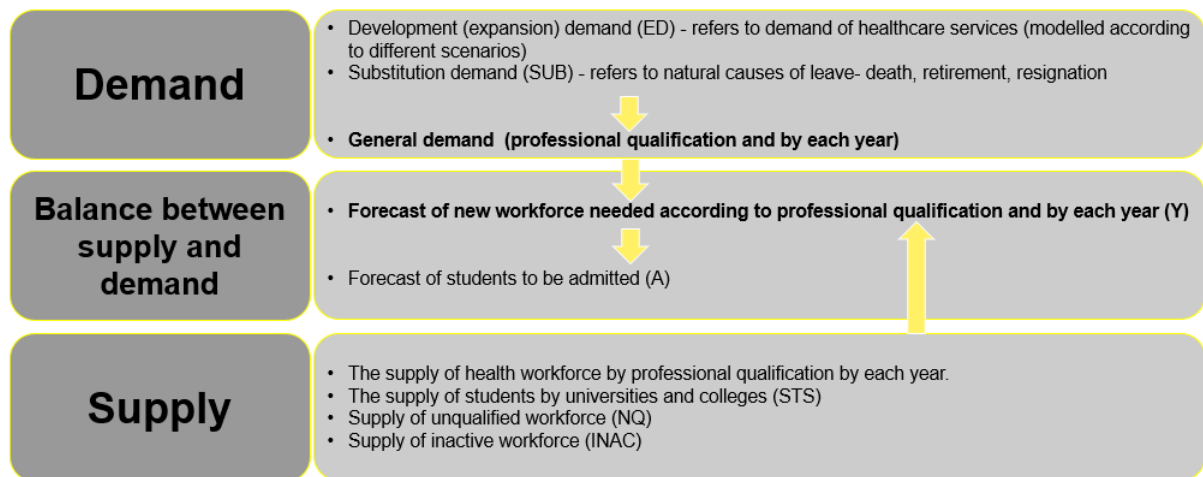 Demand
• Development (expansion) demand (ED) - refers to demand of healthcare services (modelled according
to different scenarios)
• Substitution demand (SUB) - refers to natural causes of leave- death, retirement, resignation
• General demand (professional qualification and by each year)
Balance between
supply and
demand
• Forecast of new workforce needed according to professional qualification and by each year (Y)
• Forecast of students to be admitted (A)
Supply
• The supply of health workforce by professional qualification by each year.
• The supply of students by universities and colleges (STS)
• Supply of unqualified workforce (NQ)
• Supply of inactive workforce (INAC)